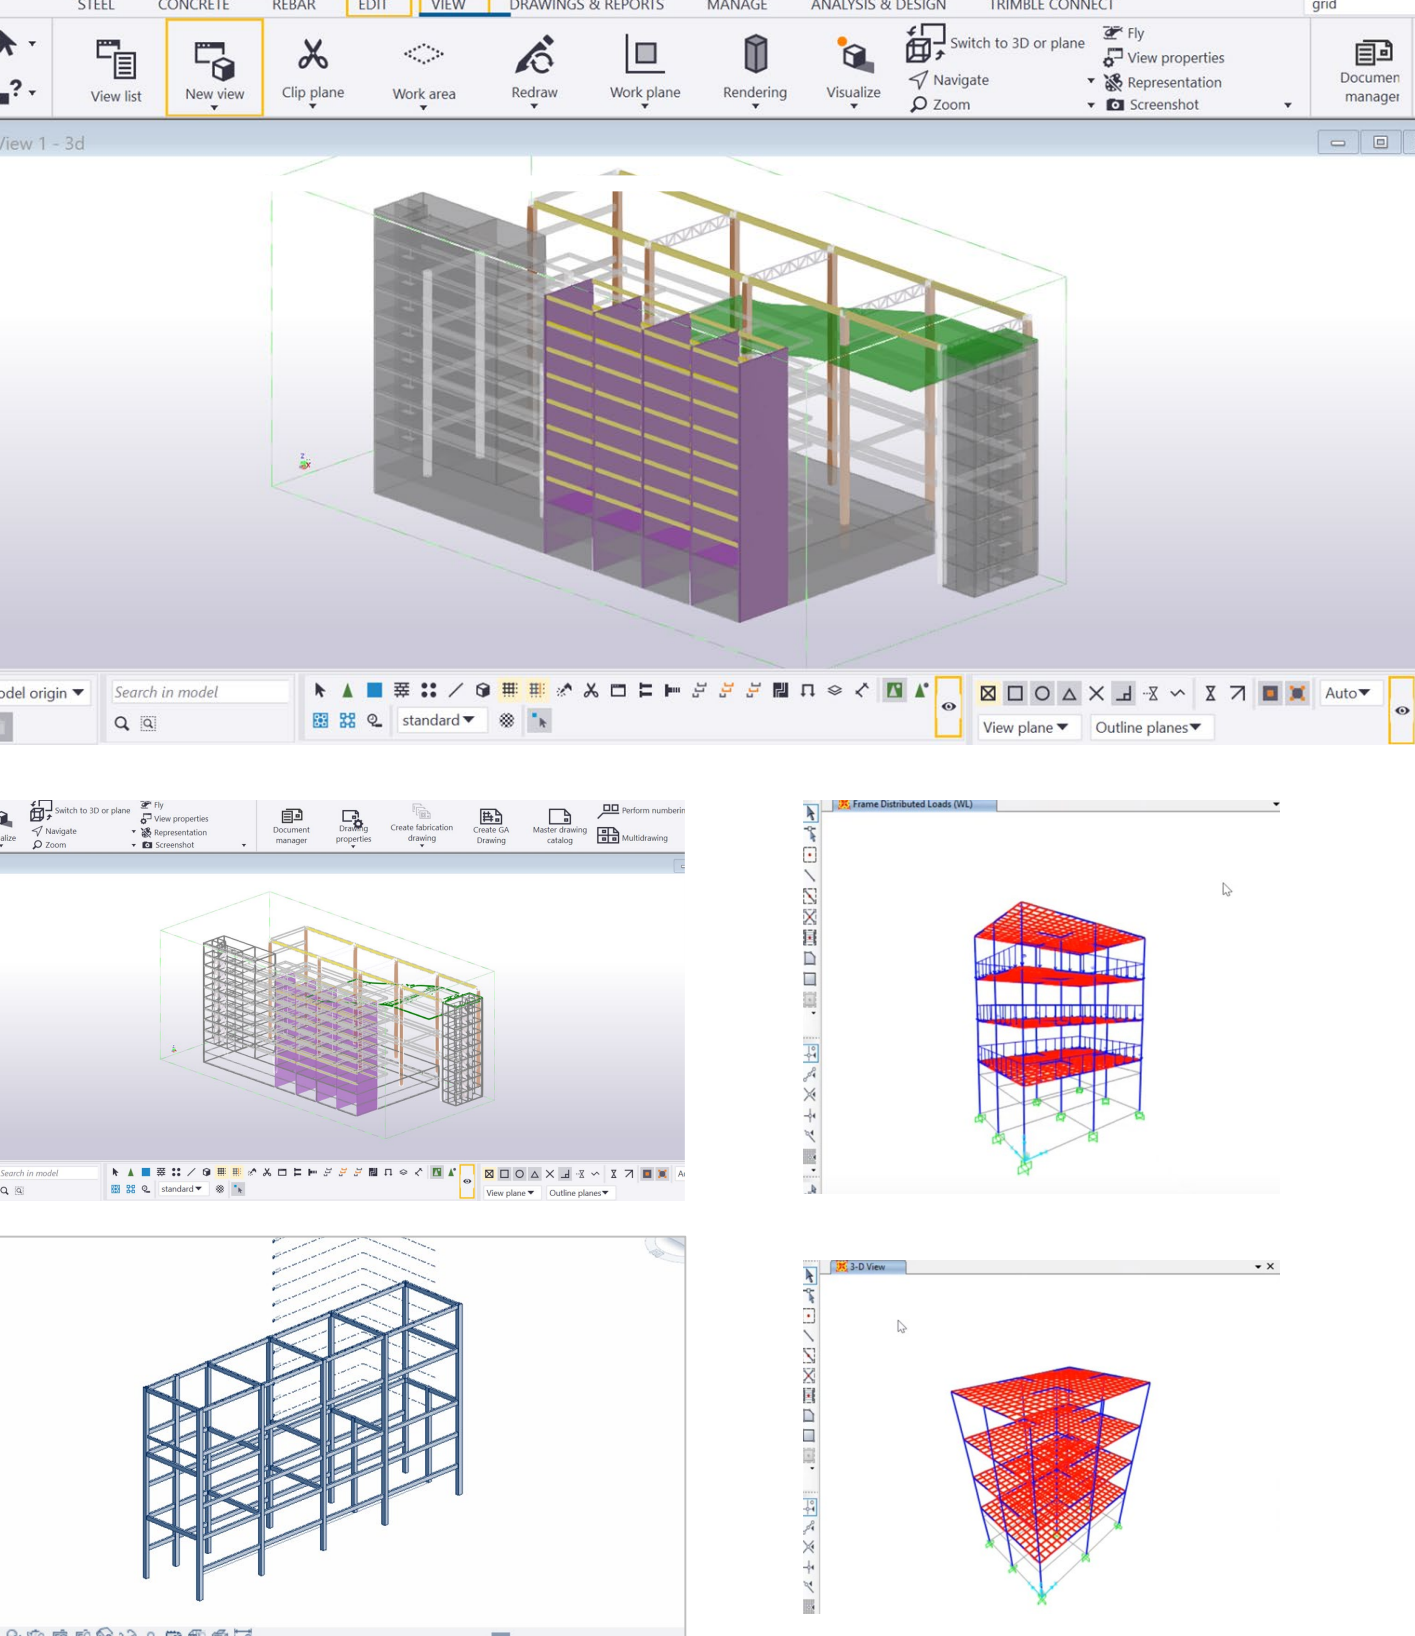 STEEL CONCRETE REBAR EDIT VIEW DRAWINGS & REPORTS MANAGE ANALYSIS & DESIGN TRIMBLE CONNECT grid
View list
New view
Clip plane
Work area
Redraw
Work plane
Rendering
Visualize
Switch to 3D or plane
Navigate
Zoom
Fly
View properties
Representation
Screenshot
Documen
manager
View 1 - 3d
odel origin
Search in model
standard
Auto
View plane
Outline planes
alize
Switch to 3D or plane
Navigate
Zoom
Fly
View properties
Representation
Screenshot
Document
manager
Drawing
properties
Create fabrication
drawing
Create GA
Drawing
Master drawing
catalog
Perform numberin
Multidrawing
Search in model
standard
View plane
Outline planes
Frame Distributed Loads (WL)
3-D View